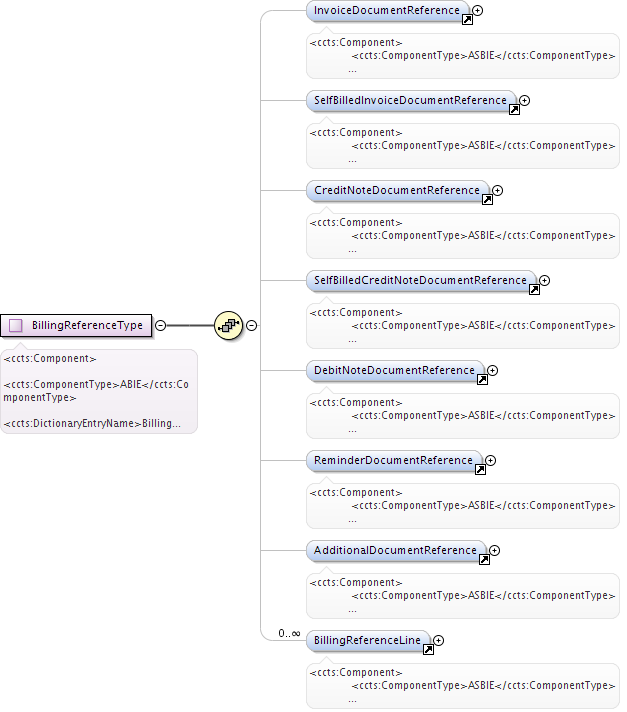 InvoiceDocumentReference
<ccts:Component>
<ccts:ComponentType>ASBIE</ccts:ComponentType>
...
SelfBilledInvoiceDocumentReference
<ccts:Component>
<ccts:ComponentType>ASBIE</ccts:ComponentType>
...
CreditNoteDocumentReference
<ccts:Component>
<ccts:ComponentType>ASBIE</ccts:ComponentType>
...
SelfBilledCreditNoteDocumentReference
<ccts:Component>
<ccts:ComponentType>ASBIE</ccts:ComponentType>
...
BillingReferenceType
<ccts:Component>
<ccts:ComponentType>ABIE</ccts:Co
mponentType>
<ccts:DictionaryEntryName>Billing...
DebitNoteDocumentReference
<ccts:Component>
<ccts:ComponentType>ASBIE</ccts:ComponentType>
...
ReminderDocumentReference
<ccts:Component>
<ccts:ComponentType>ASBIE</ccts:ComponentType>
...
AdditionalDocumentReference
<ccts:Component>
<ccts:ComponentType>ASBIE</ccts:ComponentType>
...
0..∞
BillingReferenceLine
<ccts:Component>
<ccts:ComponentType>ASBIE</ccts:ComponentType>
...